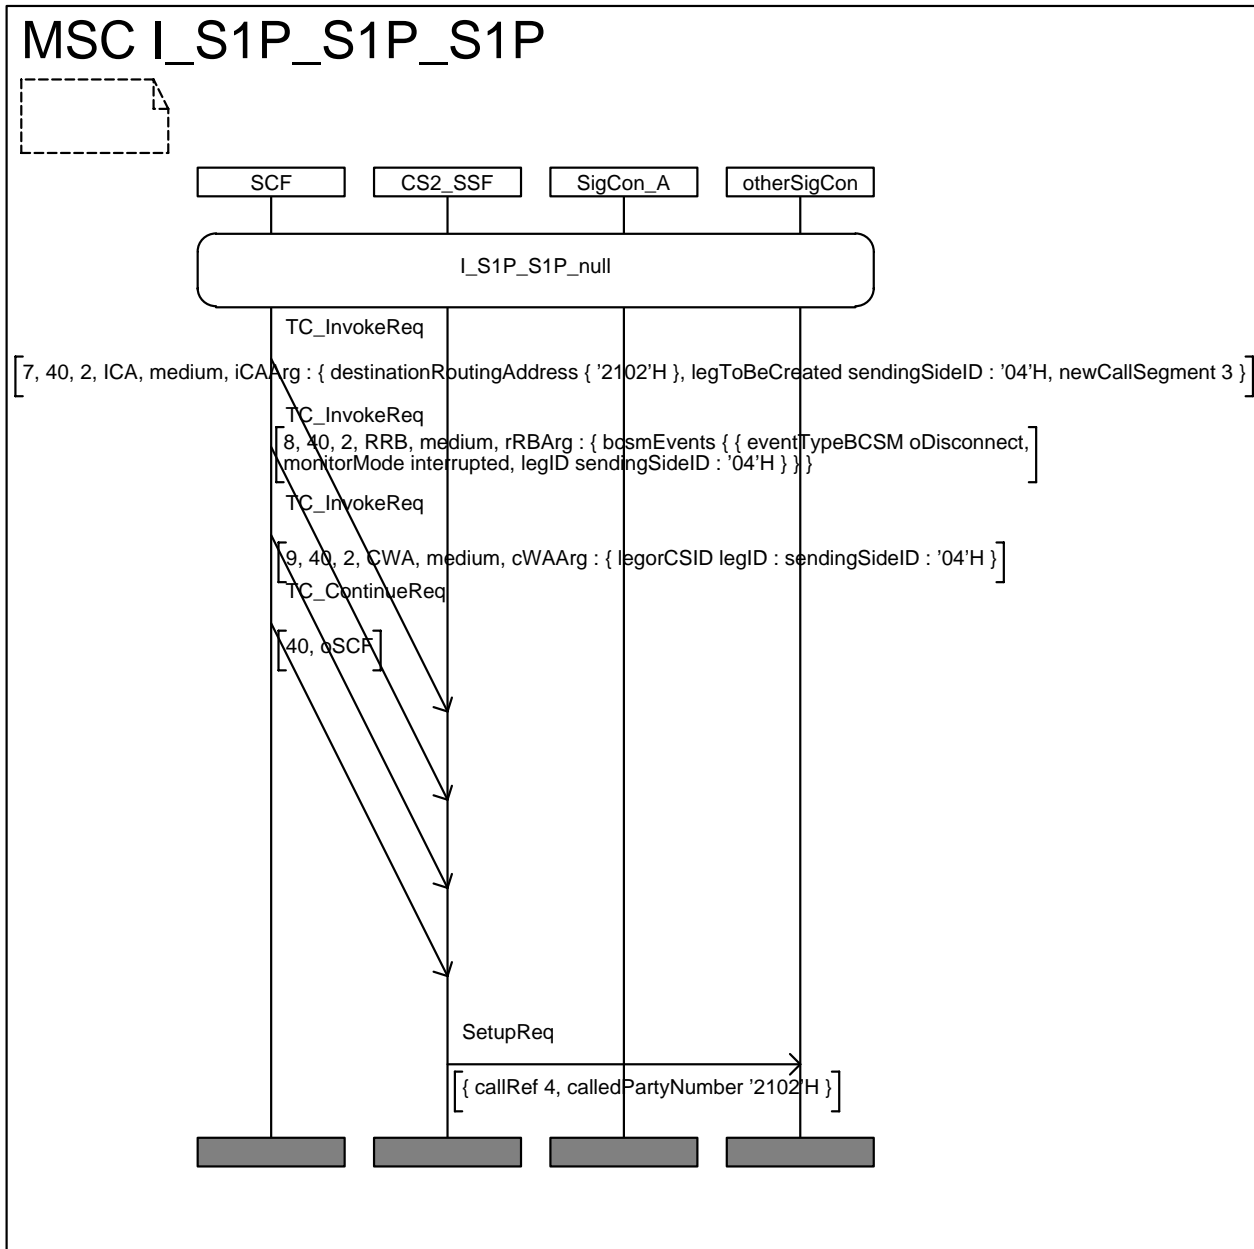 MSC I_S1P_S1P_S1P
SCF
CS2_SSF
SigCon_A
otherSigCon
I_S1P_S1P_null
TC_InvokeReq
7, 40, 2, ICA, medium, iCAArg : { destinationRoutingAddress { '2102'H }, legToBeCreated sendingSideID : '04'H, newCallSegment 3 }
TC_InvokeReq
8, 40, 2, RRB, medium, rRBArg : { bcsmEvents { { eventTypeBCSM oDisconnect,
monitorMode interrupted, legID sendingSideID : '04'H } } }
TC_InvokeReq
9, 40, 2, CWA, medium, cWAArg : { legorCSID legID : sendingSideID : '04'H }
TC_ContinueReq
40, oSCF
SetupReq
{ callRef 4, calledPartyNumber '2102'H }